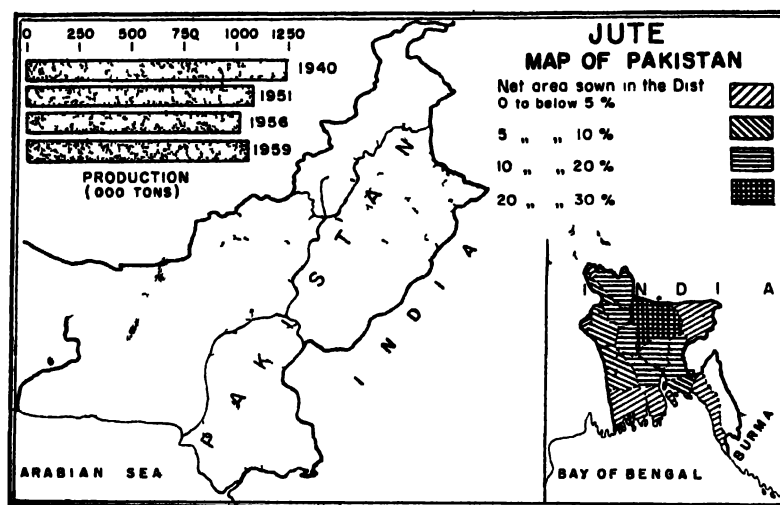 0 250 500 750 1000 1250
1940
1951
1956
1959
PRODUCTION
(000 TONS)
JUTE
MAP OF PAKISTAN
Net area sown in the Dist
0 to below 5 %
5 „ „ 10 %
10 „ „ 20 %
20 „ „ 30 %
PAKISTAN
INDIA
INDIA
BURMA
ARABIAN SEA
BAY OF BENGAL